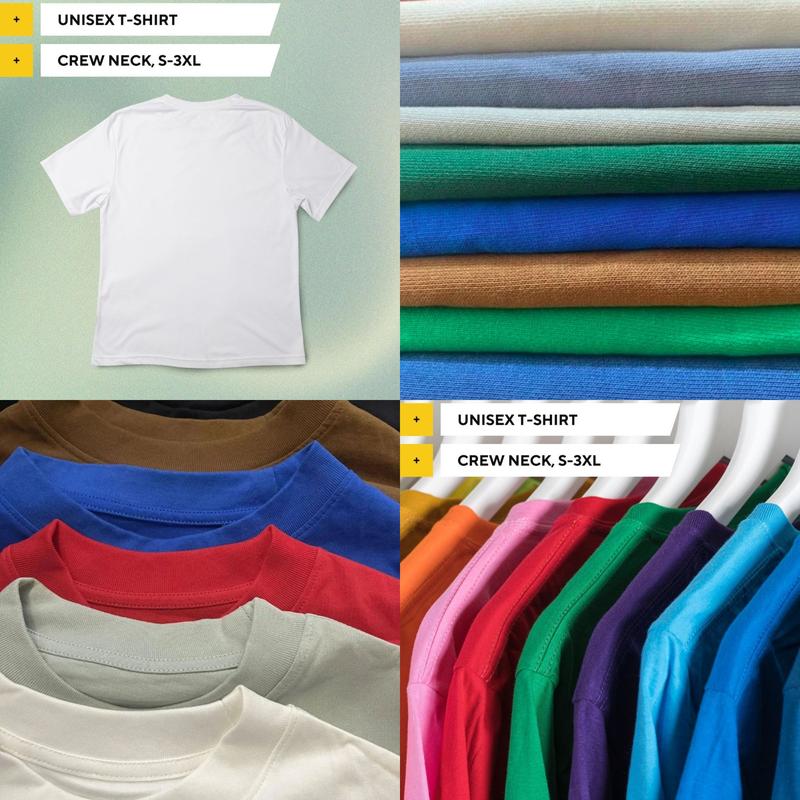 + UNISEX T-SHIRT
+ CREW NECK, S-3XL
+ UNISEX T-SHIRT
+ CREW NECK, S-3XL